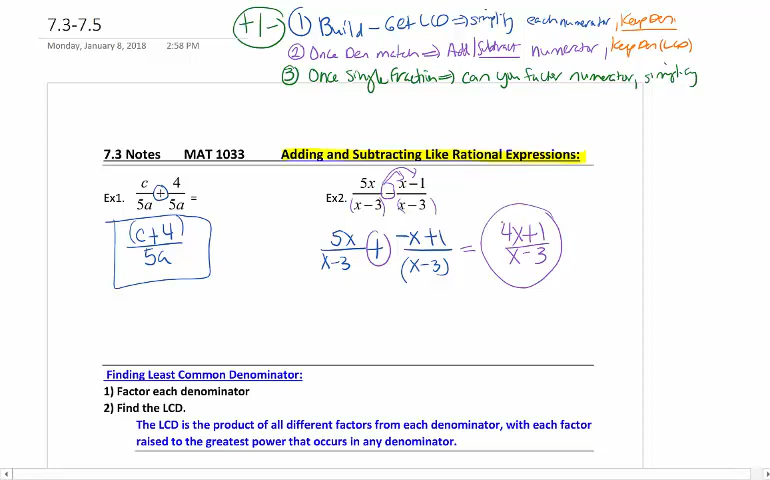 7.3-7.5
Monday, January 8, 2018 2:58 PM
+/- ① Build - Get LCD ⇒ simplify each numerator, Keep Den.
② Once Den match ⇒ Add/Subtract numerator, Keep Den (LCD)
③ Once Single Fraction ⇒ can you factor numerator, simplify
7.3 Notes MAT 1033 Adding and Subtracting Like Rational Expressions:
Ex1. c/5a + 4/5a =
Ex2. 5x/(x-3) - x-1/(x-3)
(c+4)/5a
5x/x-3 + -x+1/(x-3) = 4x+1/x-3
Finding Least Common Denominator:
1) Factor each denominator
2) Find the LCD.
The LCD is the product of all different factors from each denominator, with each factor
raised to the greatest power that occurs in any denominator.